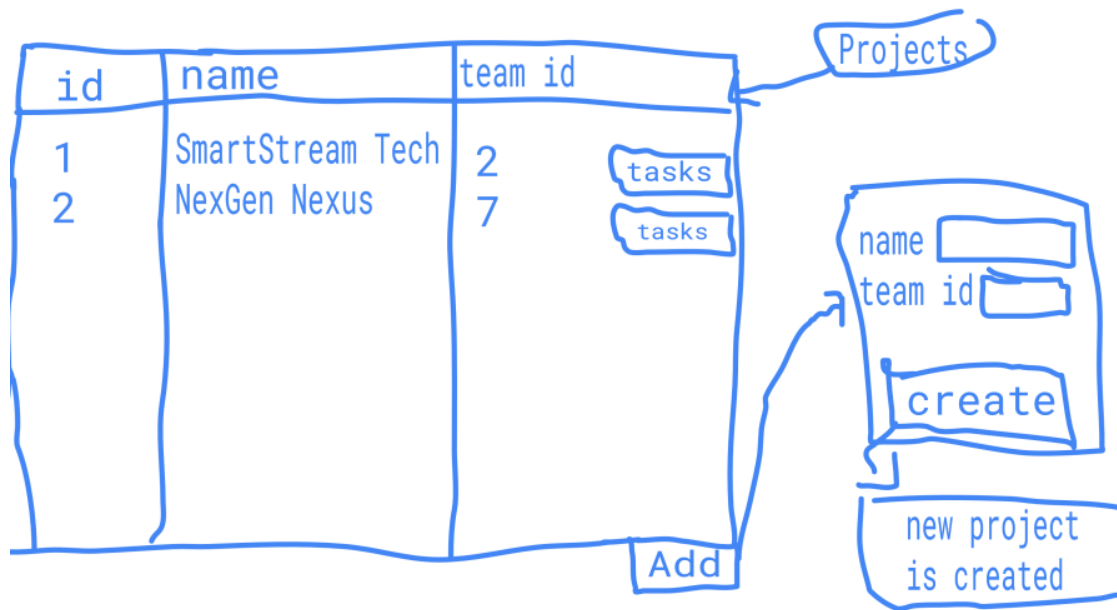 Projects
id name team id
1 SmartStream Tech 2 tasks
2 NexGen Nexus 7 tasks
Add
name
team id
create
new project
is created